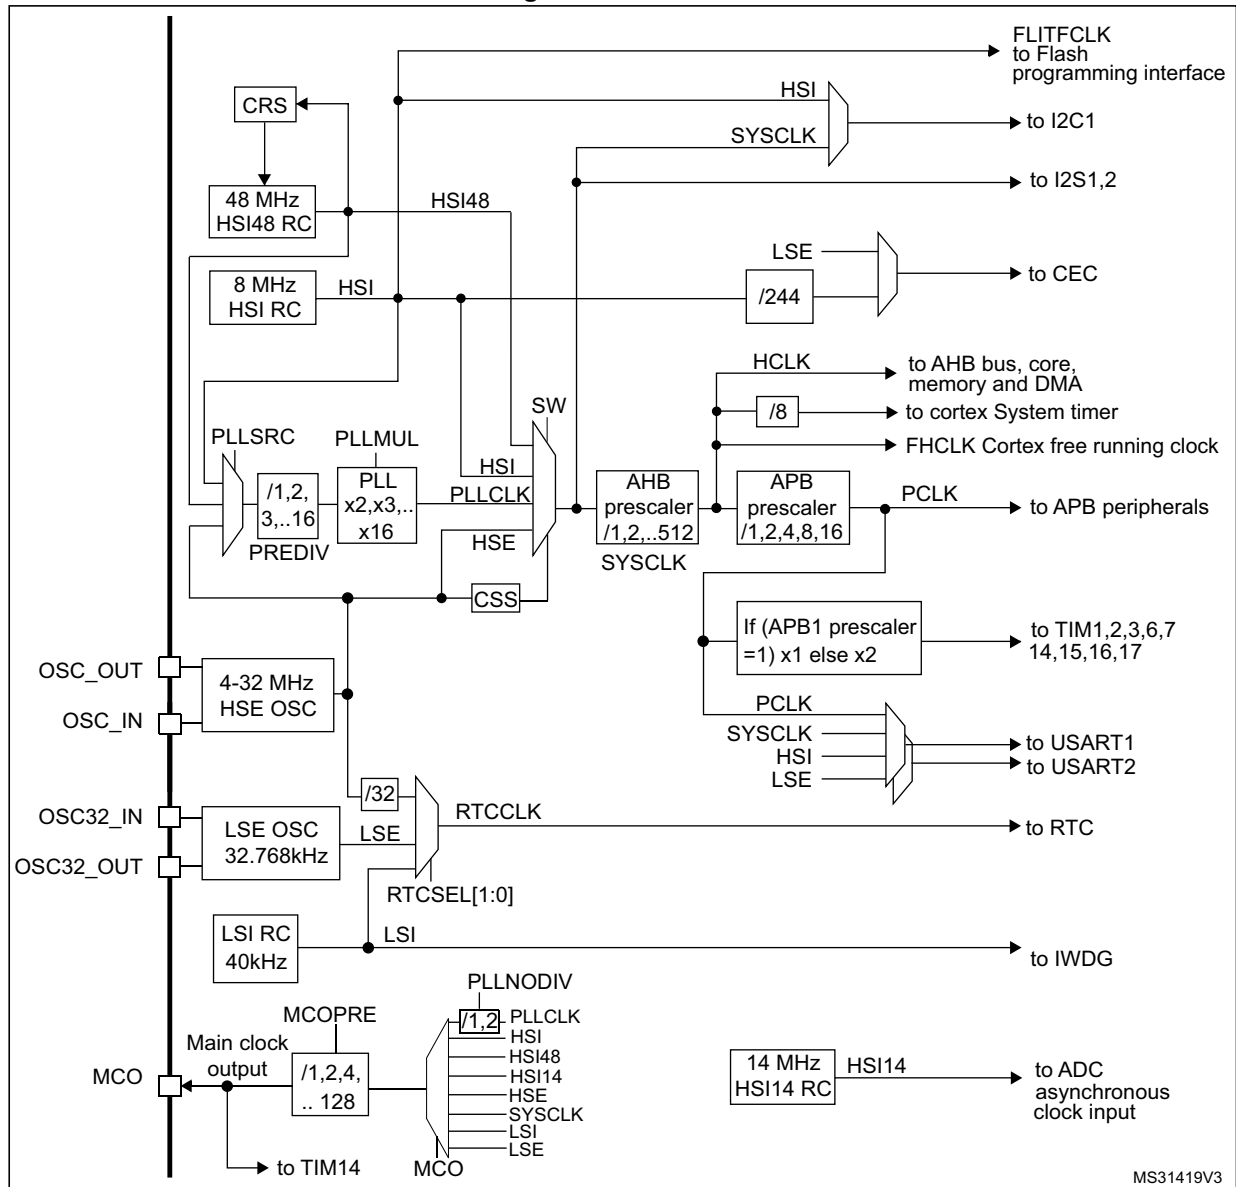 FLITFCLK
to Flash
programming interface
HSI
CRS
to I2C1
SYSCLK
48 MHz
HSI48 RC
HSI48
to I2S1,2
LSE
8 MHz
HSI RC
HSI
/244
to CEC
HCLK
to AHB bus, core,
memory and DMA
SW
/8
to cortex System timer
PLLSRC
PLLMUL
FHCLK Cortex free running clock
/1,2,
3,..16
PREDIV
PLL
x2,x3,..
x16
HSI
PLLCLK
HSE
AHB
prescaler
/1,2,..512
SYSCLK
APB
prescaler
/1,2,4,8,16
PCLK
to APB peripherals
CSS
If (APB1 prescaler
=1) x1 else x2
to TIM1,2,3,6,7
14,15,16,17
OSC_OUT
OSC_IN
4-32 MHz
HSE OSC
PCLK
SYSCLK
HSI
LSE
to USART1
to USART2
/32
OSC32_IN
OSC32_OUT
LSE OSC
32.768kHz
LSE
RTCCLK
to RTC
RTCSEL[1:0]
LSI RC
40kHz
LSI
to IWDG
PLLNODIV
MCOPRE
/1,2
PLLCLK
HSI
HSI48
HSI14
HSE
SYSCLK
LSI
LSE
Main clock
output
MCO
/1,2,4,
.. 128
to TIM14
MCO
14 MHz
HSI14 RC
HSI14
to ADC
asynchronous
clock input
MS31419V3